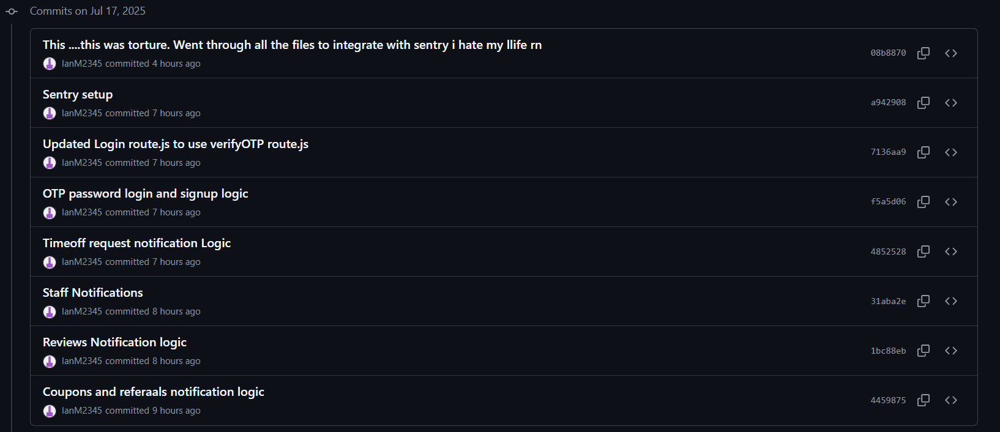 Commits on Jul 17, 2025
This ....this was torture. Went through all the files to integrate with sentry i hate my llife rn
IanM2345 committed 4 hours ago
08b8870
Sentry setup
IanM2345 committed 7 hours ago
a942908
Updated Login route.js to use verifyOTP route.js
IanM2345 committed 7 hours ago
7136aa9
OTP password login and signup logic
IanM2345 committed 7 hours ago
f5a5d06
Timeoff request notification Logic
IanM2345 committed 7 hours ago
4852528
Staff Notifications
IanM2345 committed 8 hours ago
31aba2e
Reviews Notification logic
IanM2345 committed 8 hours ago
1bc88eb
Coupons and referaals notification logic
IanM2345 committed 9 hours ago
4459875